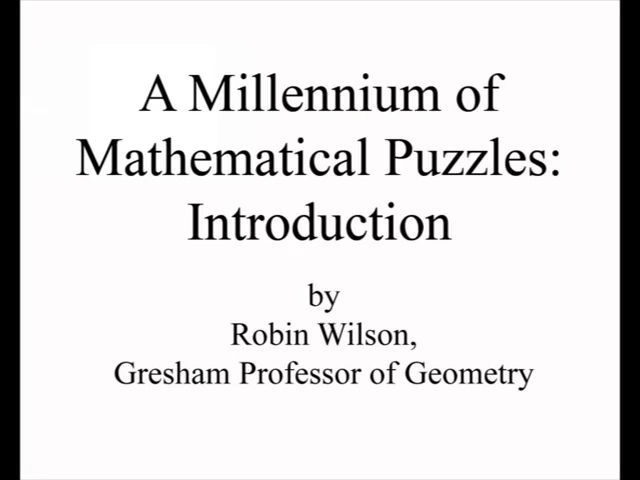 A Millennium of
Mathematical Puzzles:
Introduction
by
Robin Wilson,
Gresham Professor of Geometry